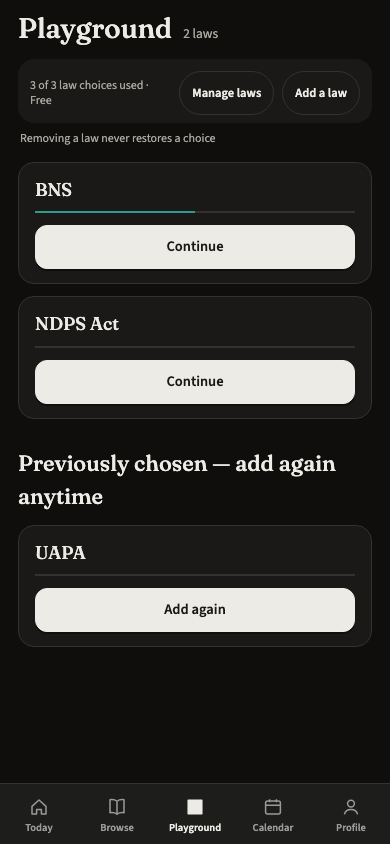 Playground 2 laws
3 of 3 law choices used ·
Free
Manage laws
Add a law
Removing a law never restores a choice
BNS
Continue
NDPS Act
Continue
Previously chosen — add again
anytime
UAPA
Add again
Today
Browse
Playground
Calendar
Profile